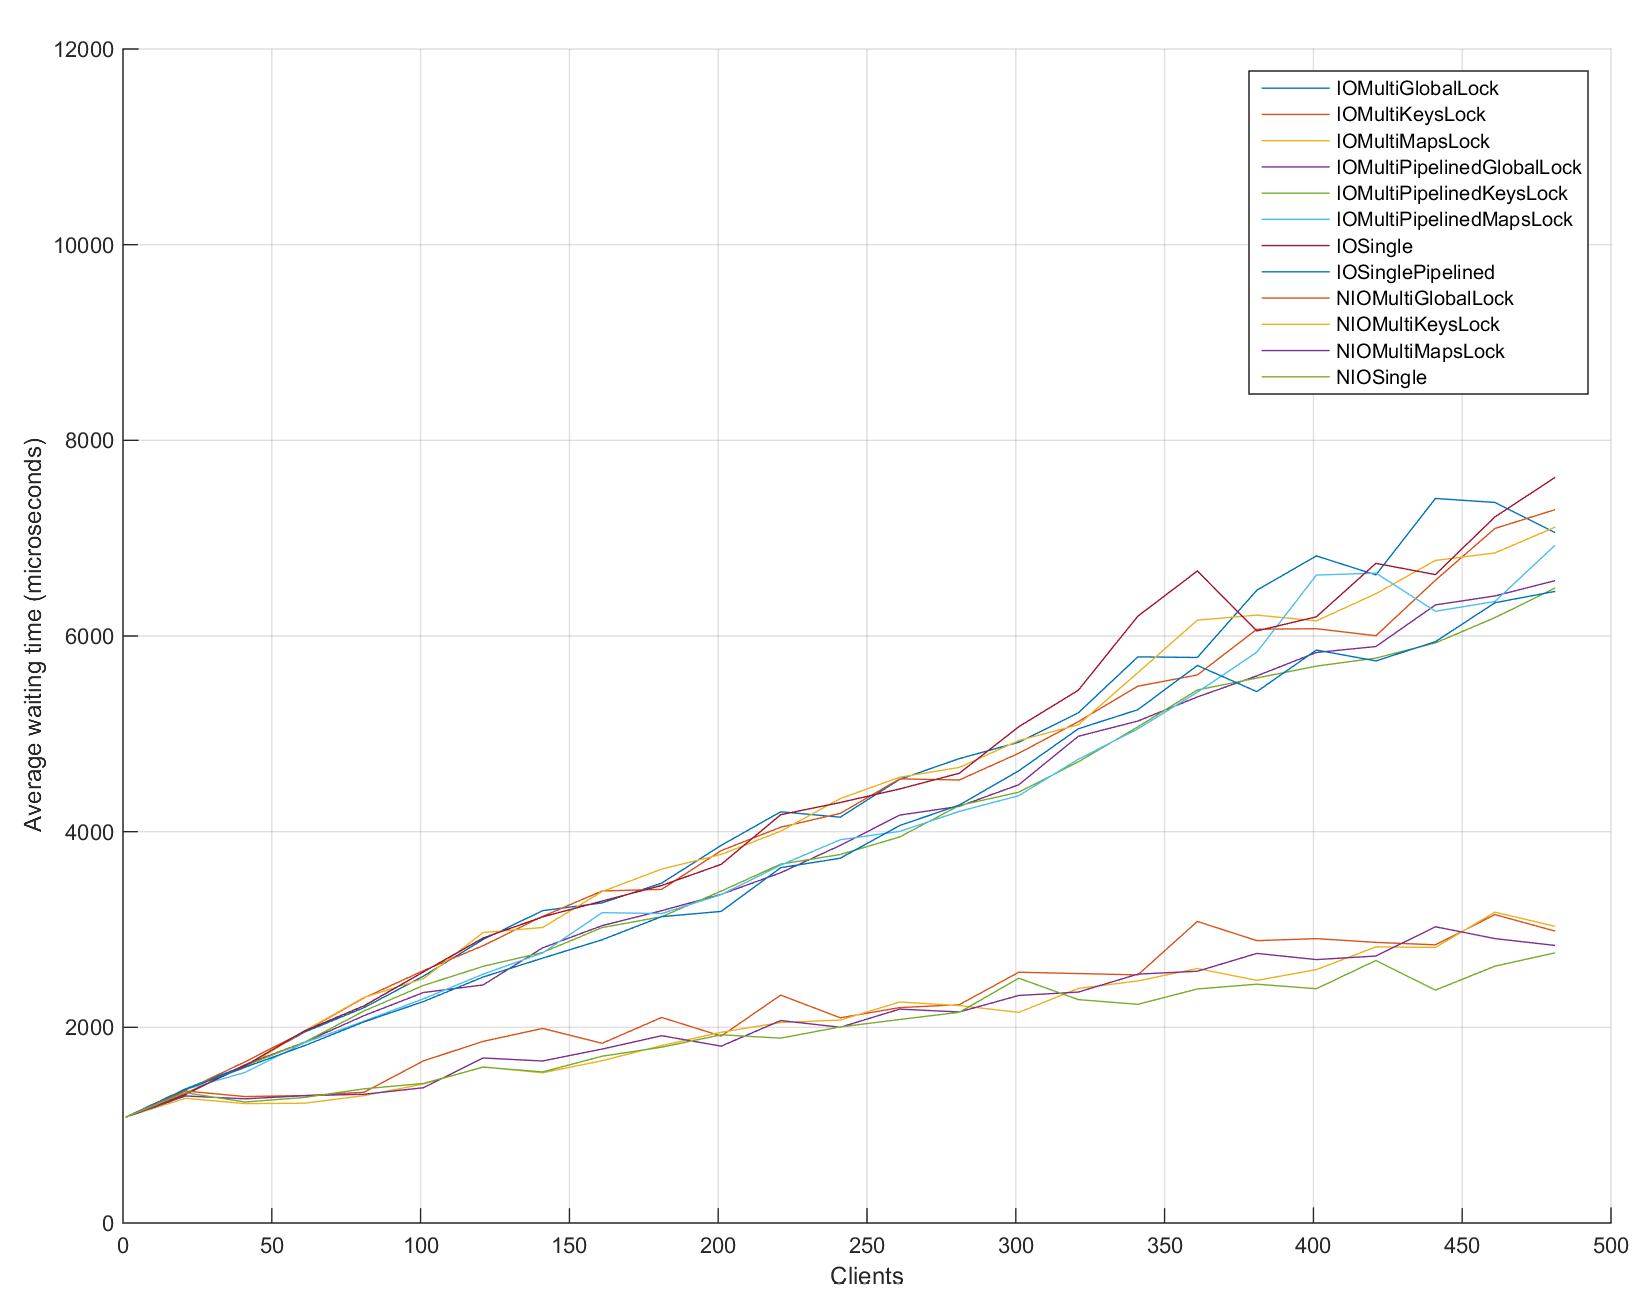 12000
10000
8000
6000
4000
2000
0
Average waiting time (microseconds)
IOMultiGlobalLock
IOMultiKeysLock
IOMultiMapsLock
IOMultiPipelinedGlobalLock
IOMultiPipelinedKeysLock
IOMultiPipelinedMapsLock
IOSingle
IOSinglePipelined
NIOMultiGlobalLock
NIOMultiKeysLock
NIOMultiMapsLock
NIOSingle
0 50 100 150 200 250 300 350 400 450 500
Clients